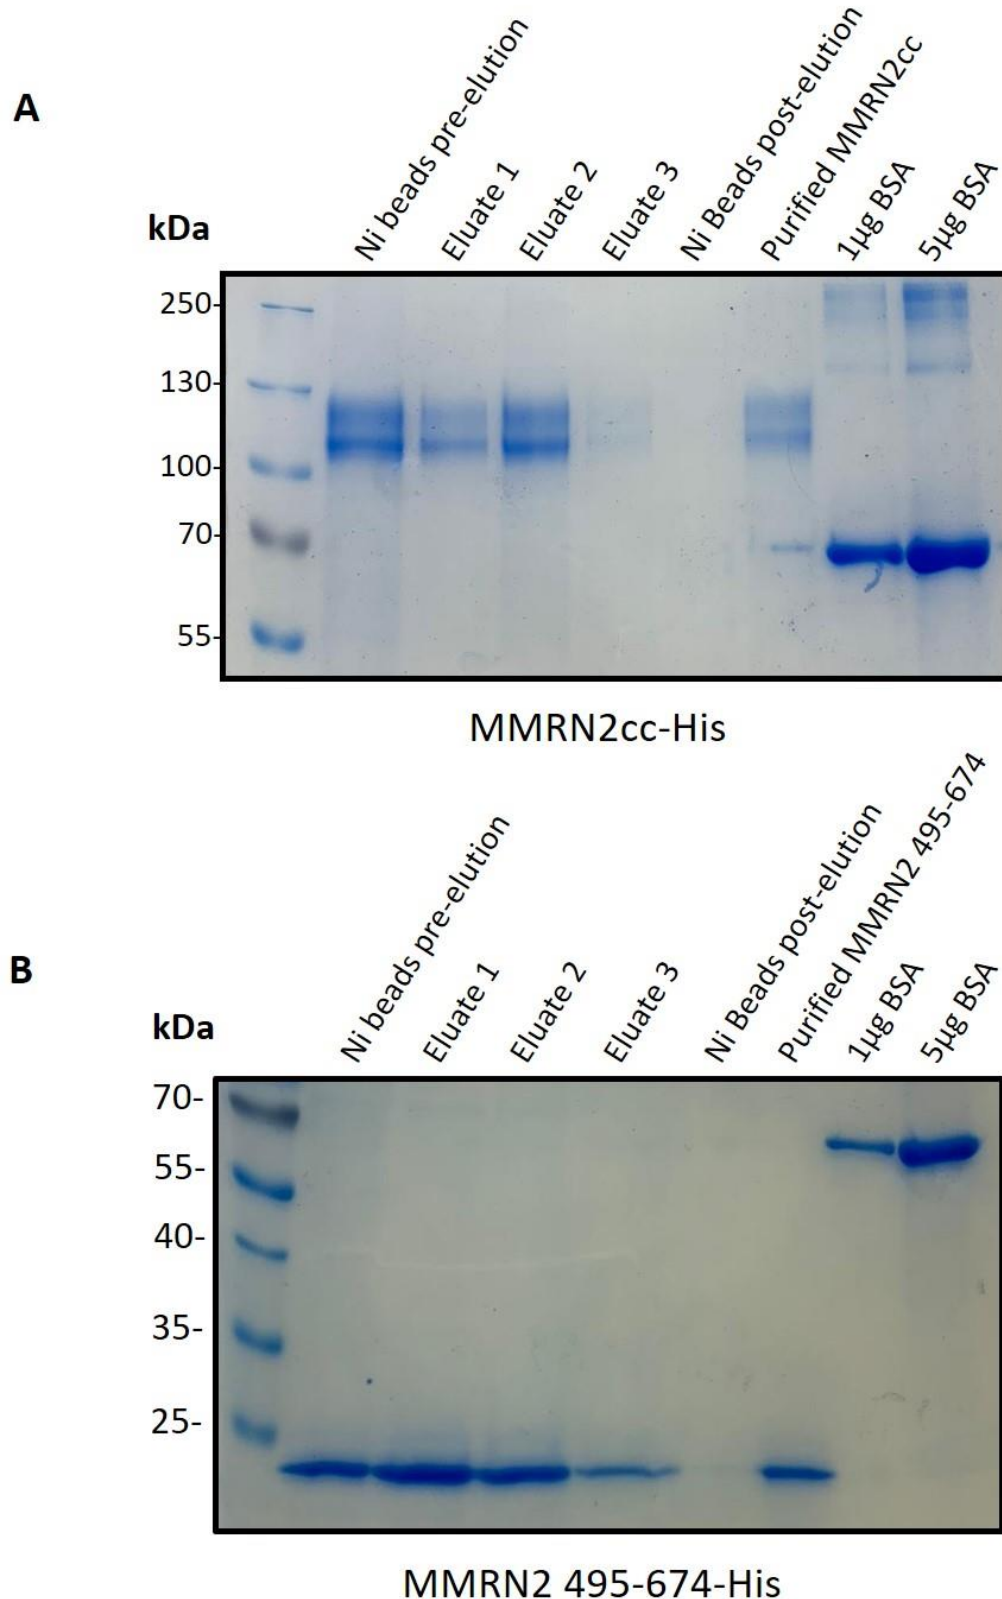 A
kDa
Ni beads pre-elution
Eluate 1
Eluate 2
Eluate 3
Ni Beads post-elution
Purified MMRN2cc
1µg BSA
5µg BSA
250-
130-
100-
70-
55-
MMRN2cc-His
B
kDa
Ni beads pre-elution
Eluate 1
Eluate 2
Eluate 3
Ni Beads post-elution
Purified MMRN2 495-674
1µg BSA
5µg BSA
70-
55-
40-
35-
25-
MMRN2 495-674-His